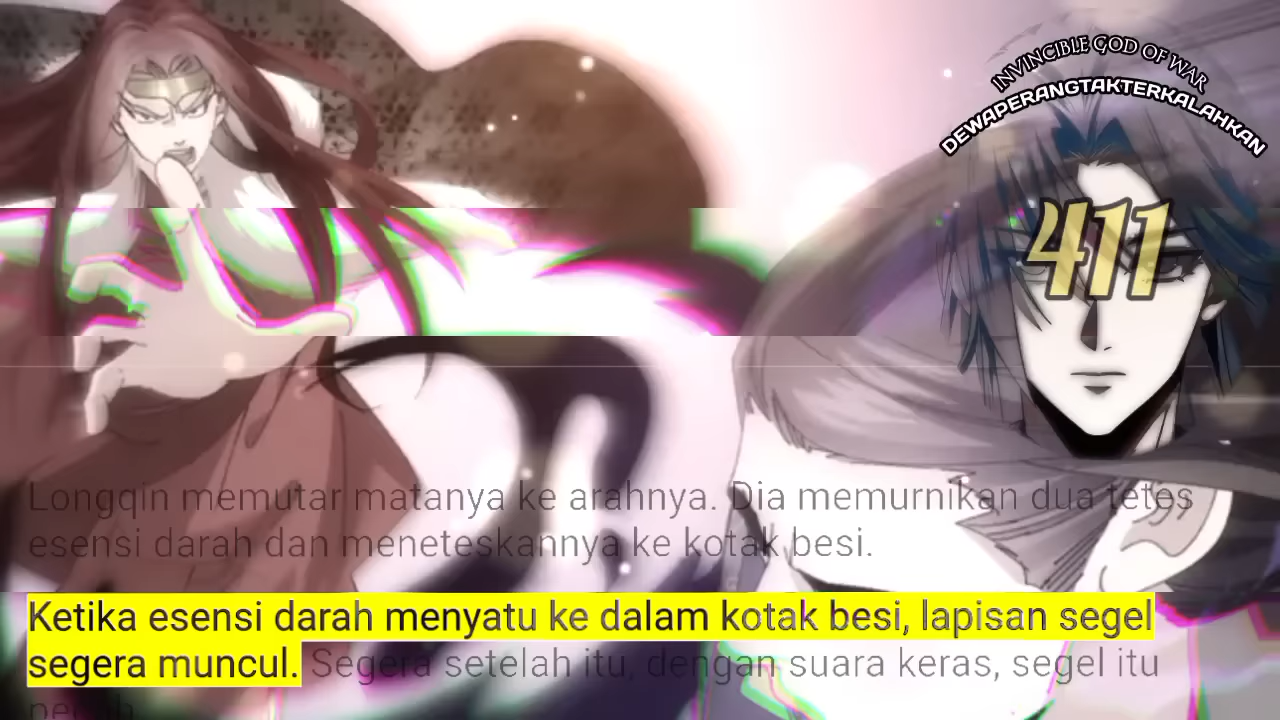 INVINCIBLE GOD OF WAR
DEWAPERANGTAKTERKALAHKAN
411
Longqin memutar matanya ke arahnya. Dia memurnikan dua tetes
esensi darah dan meneteskannya ke kotak besi.
Ketika esensi darah menyatu ke dalam kotak besi, lapisan segel
segera muncul. Segera setelah itu, dengan suara keras, segel itu